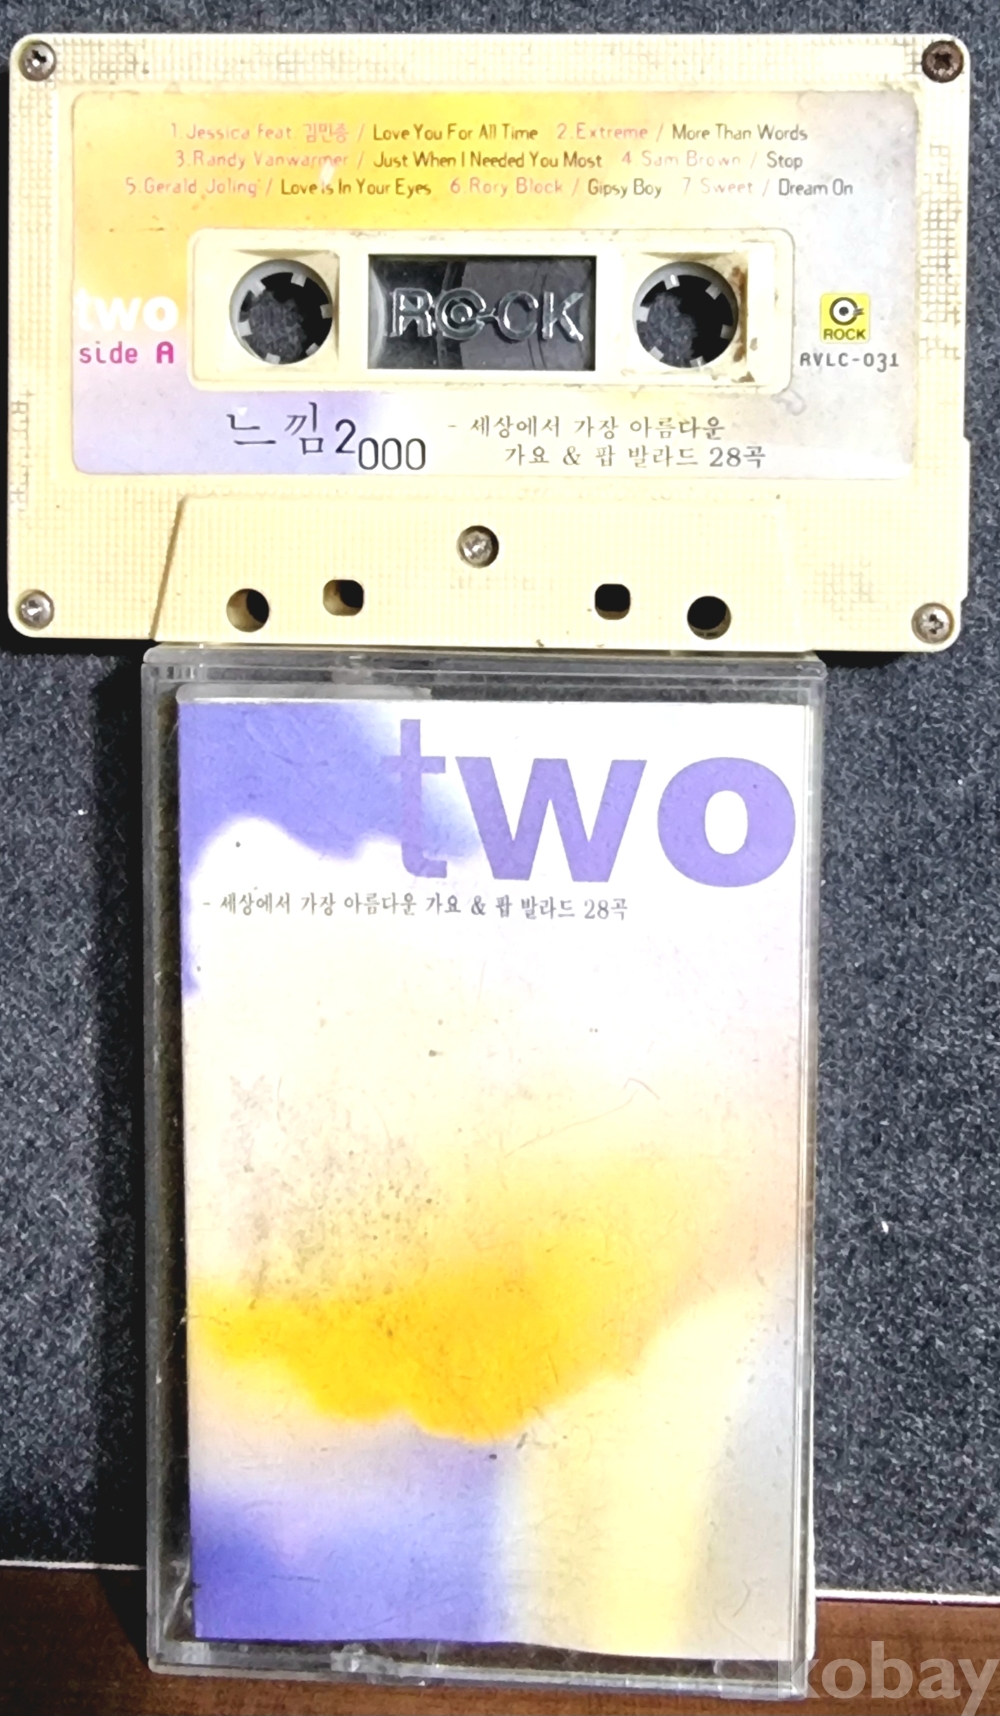 1.Jessica feat. 김민종 / Love You For All Time 2.Extreme / More Than Words
3.Randy Vanwarmer / Just When I Needed You Most 4 Sam Brown / Stop
5.Gerald Joling / Love Is In Your Eyes 6.Rory Block / Gipsy Boy 7 Sweet / Dream On
ROCK
two
side A
ROCK
RVLC-031
느낌 2000
- 세상에서 가장 아름다운
가요 & 팝 발라드 28곡
two
- 세상에서 가장 아름다운 가요 & 팝 발라드 28곡
kobay